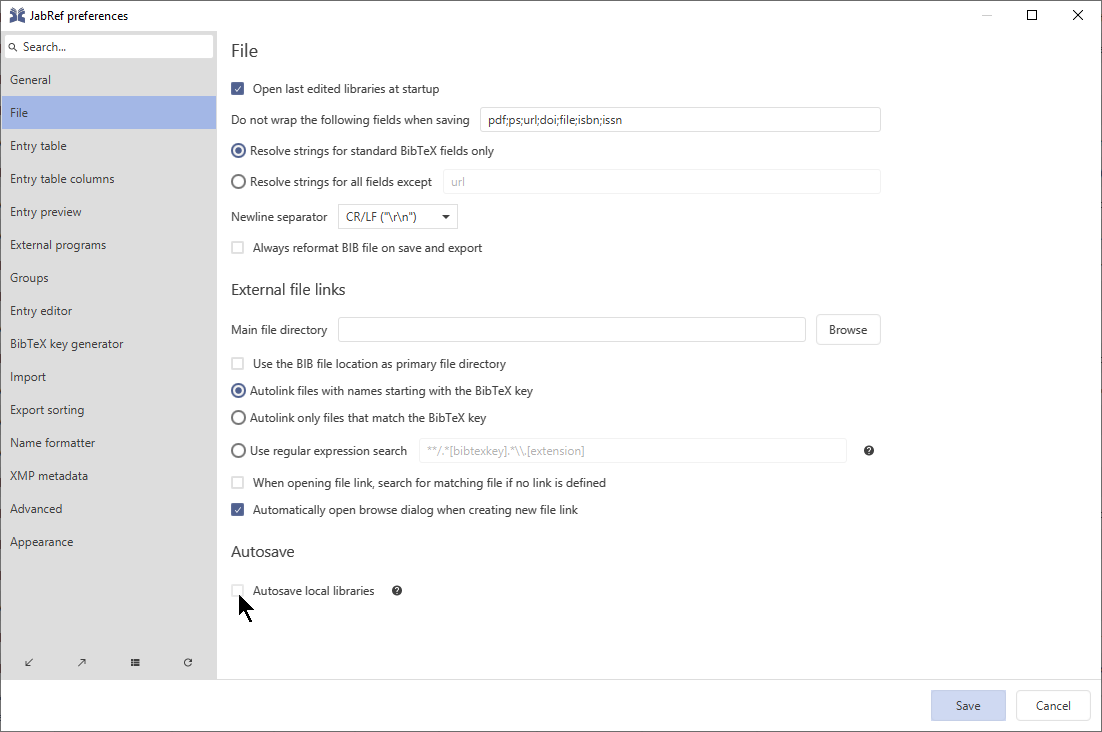 JabRef preferences
Search...
General
File
Entry table
Entry table columns
Entry preview
External programs
Groups
Entry editor
BibTeX key generator
Import
Export sorting
Name formatter
XMP metadata
Advanced
Appearance
File
Open last edited libraries at startup
Do not wrap the following fields when saving pdf;ps;url;doi;file;isbn;issn
Resolve strings for standard BibTeX fields only
Resolve strings for all fields except url
Newline separator CR/LF ("\r\n")
Always reformat BIB file on save and export
External file links
Main file directory Browse
Use the BIB file location as primary file directory
Autolink files with names starting with the BibTeX key
Autolink only files that match the BibTeX key
Use regular expression search **/.*[bibtexkey].*\\.[extension]
When opening file link, search for matching file if no link is defined
Automatically open browse dialog when creating new file link
Autosave
Autosave local libraries
Save Cancel